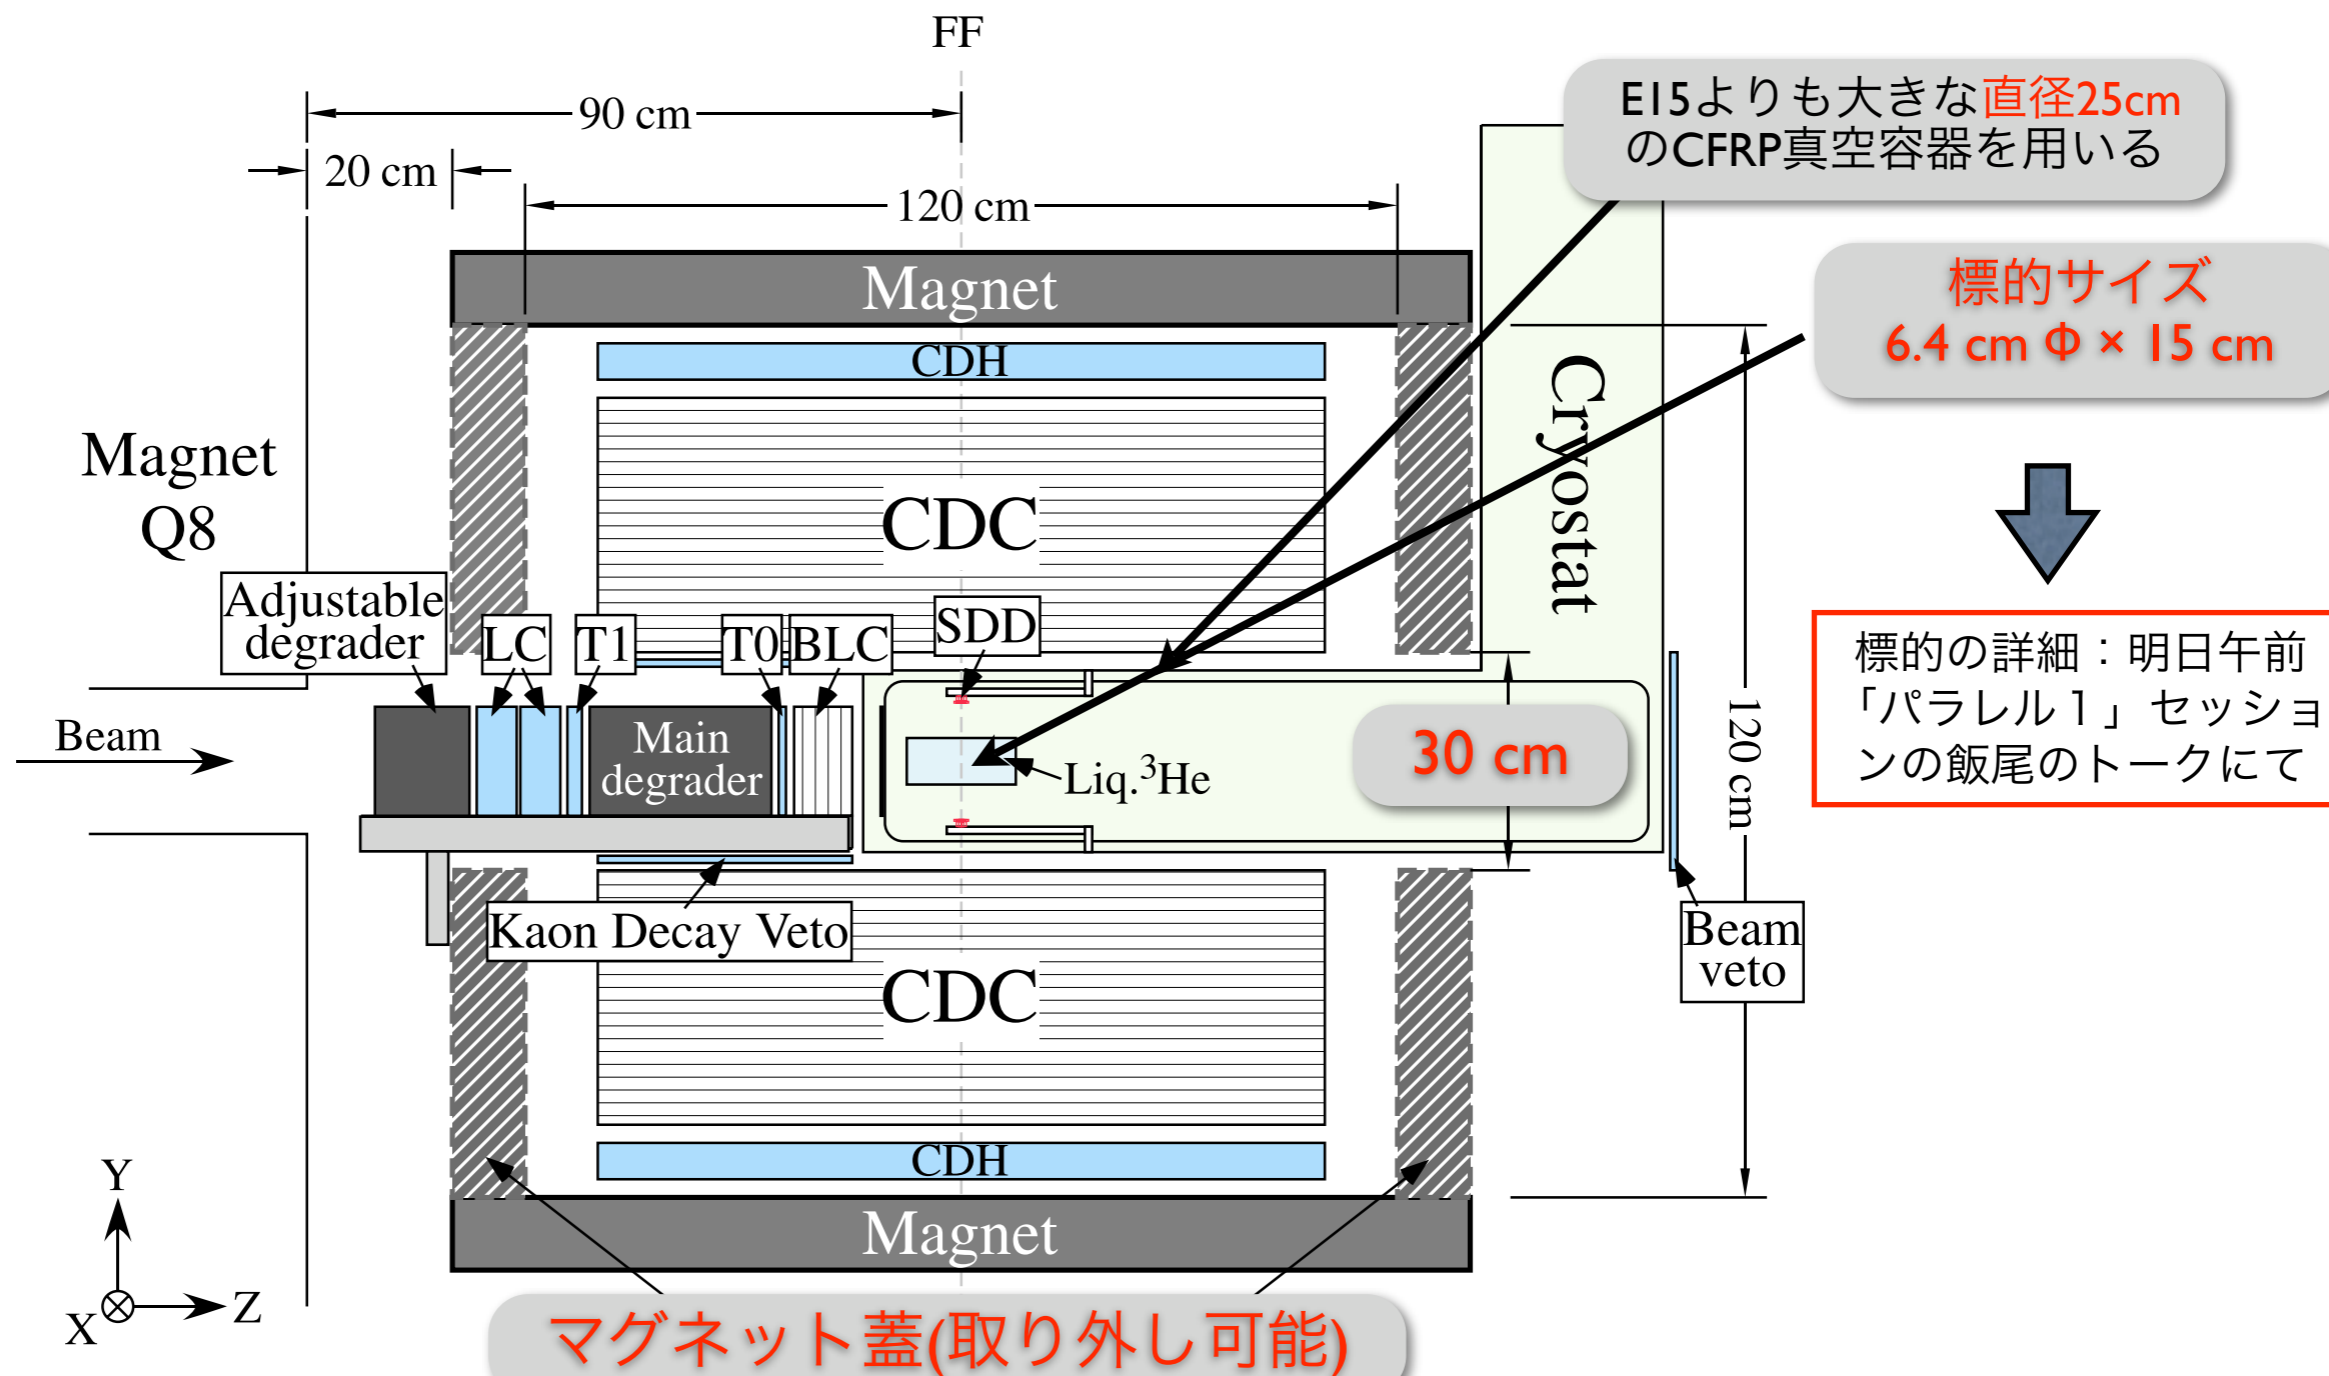 FF
90 cm
20 cm
120 cm
E15よりも大きな直径25cm
のCFRP真空容器を用いる
標的サイズ
6.4 cm Φ × 15 cm
Magnet
CDH
CDC
Cryostat
Magnet
Q8
Adjustable
degrader
LC
T1
T0
BLC
SDD
標的の詳細：明日午前
「パラレル１」セッショ
ンの飯尾のトークにて
Beam
Main
degrader
Liq.³He
30 cm
120 cm
Kaon Decay Veto
Beam
veto
CDC
CDH
Magnet
Y
X
Z
マグネット蓋(取り外し可能)